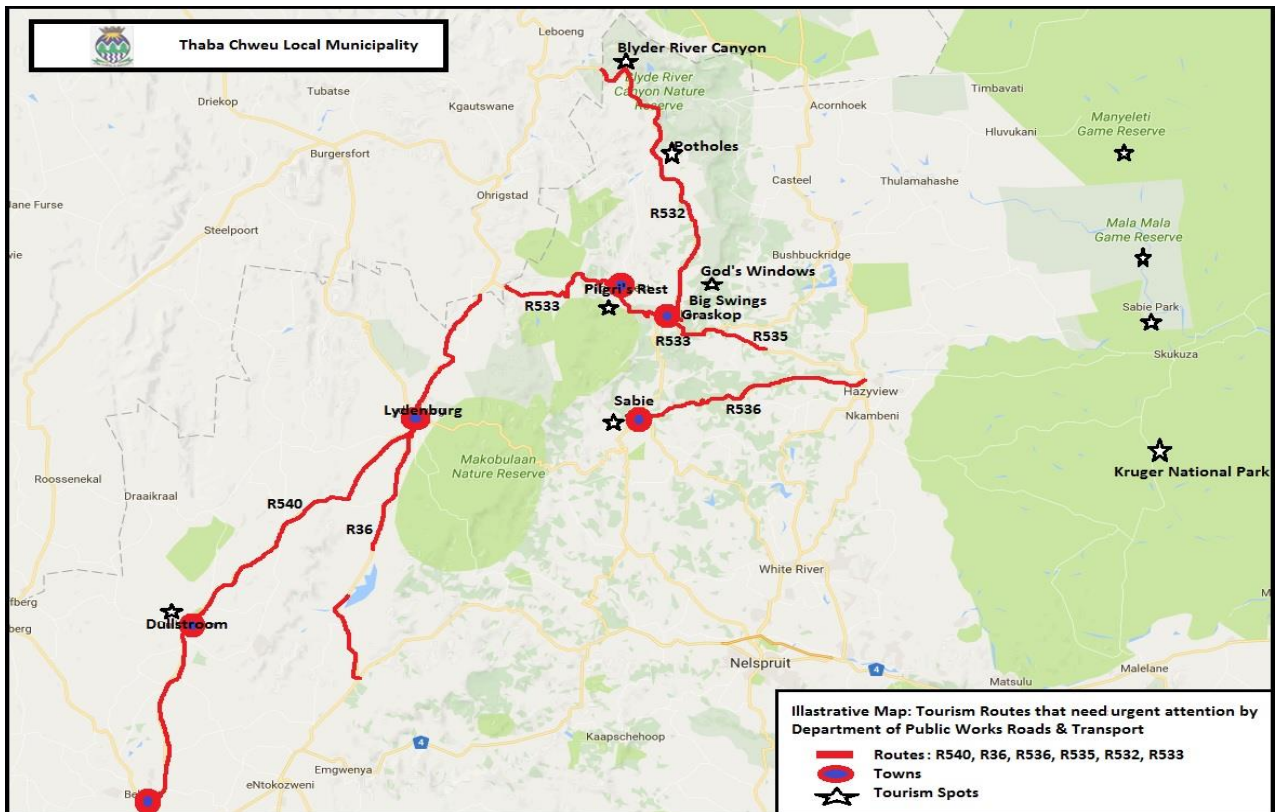 Thaba Chweu Local Municipality
Leboeng
Blyder River Canyon
Blyde River
Canyon Nature
Reserve
Tubatse
Driekop
Kgautswane
Acornhoek
Timbavati
Hluvukani
Manyeleti
Game Reserve
Burgersfort
Potholes
Ohrigstad
Casteel
Thulamahashe
Jane Furse
Steelpoort
R532
Mala Mala
Game Reserve
Bushbuckridge
God's Windows
Pilgri's Rest
R533
Big Swings
Graskop
R533
R535
Sabie Park
Skukuza
Hazyview
Nkambeni
Sabie
R536
Lydenburg
Makobulaan
Nature Reserve
Kruger National Park
Roossenekal
Draaikraal
R540
R36
White River
Dullstroom
Nelspruit
4
Malelane
Matsulu
Kaapschehoop
4
Emgwenya
eNtokozweni
Illastrative Map: Tourism Routes that need urgent attention by
Department of Public Works Roads & Transport
Routes : R540, R36, R536, R535, R532, R533
Towns
Tourism Spots